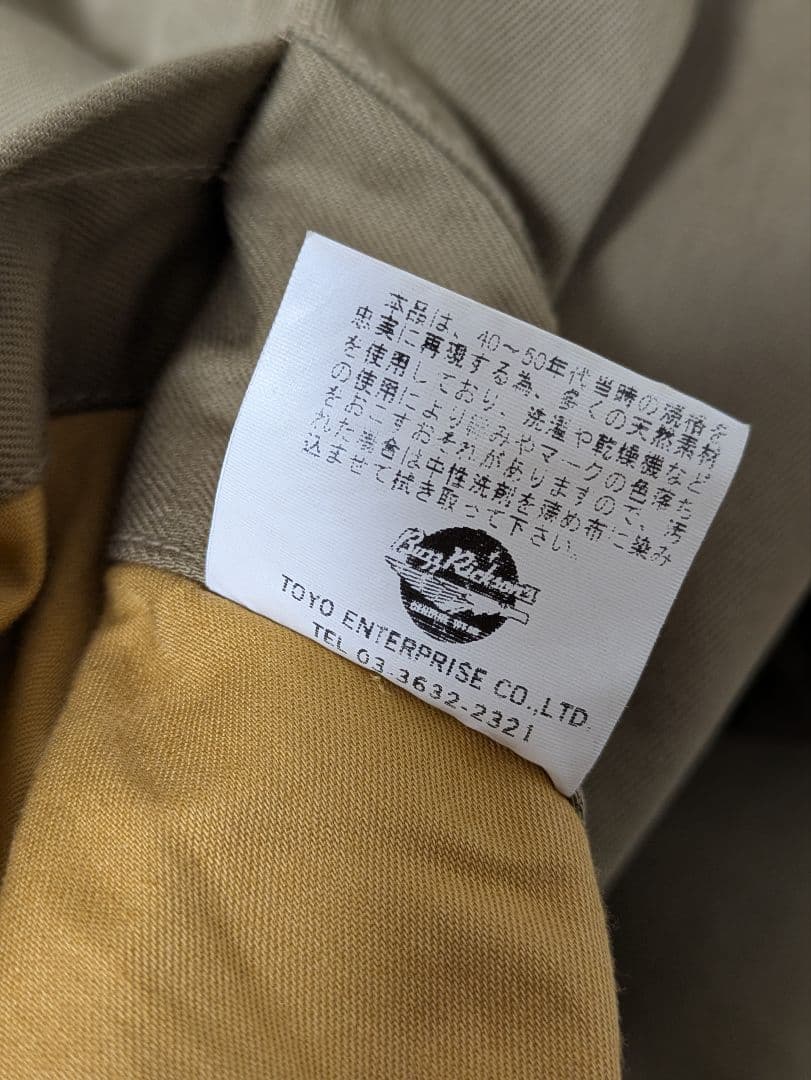 本品は、40〜50年代当時の洗格を
忠実に再現する為、多くの天然素材
を使用しており、洗濯や乾燥機など
の使用により縮みやマークの色落と
をおこすおそれがありますので、汚
れた場合は中性洗剤を薄め布に染み
込ませて拭き取って下さい。
Buzz Rickson's
GENUINE WEAR
TOYO ENTERPRISE CO.,LTD.
TEL 03-3632-2321